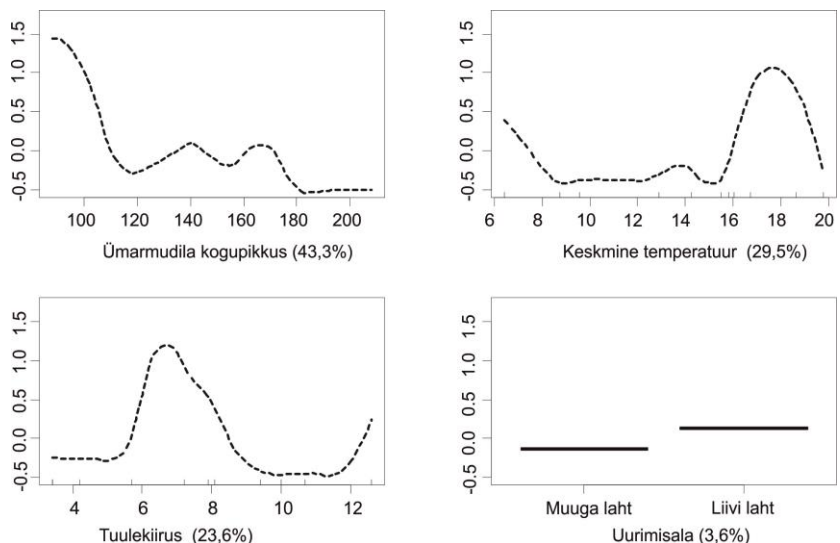 1.5
1.0
0.5
0.0
-0.5
100 120 140 160 180 200
Ümarmudila kogupikkus (43,3%)
1.5
1.0
0.5
0.0
-0.5
6 8 10 12 14 16 18 20
Keskmine temperatuur (29,5%)
1.5
1.0
0.5
0.0
-0.5
4 6 8 10 12
Tuulekiirus (23,6%)
1.5
1.0
0.5
0.0
-0.5
Muuga laht Liivi laht
Uurimisala (3,6%)